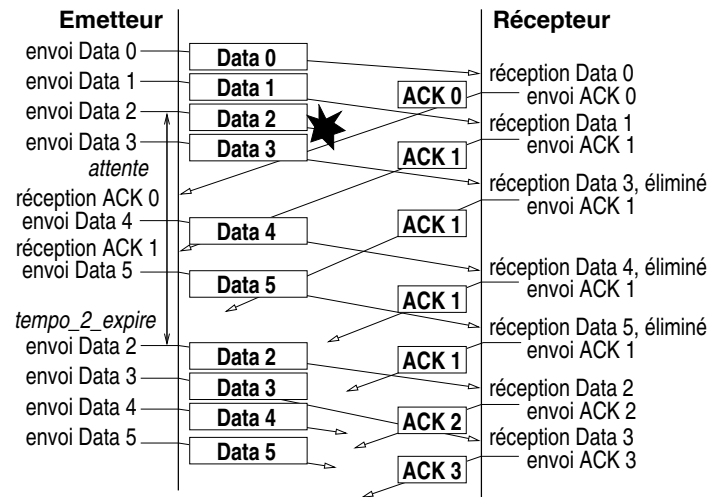 Emetteur
Récepteur
envoi Data 0
Data 0
réception Data 0
envoi Data 1
Data 1
ACK 0
envoi ACK 0
envoi Data 2
Data 2
réception Data 1
envoi Data 3
Data 3
ACK 1
envoi ACK 1
attente
réception ACK 0
réception Data 3, éliminé
envoi Data 4
Data 4
ACK 1
envoi ACK 1
réception ACK 1
envoi Data 5
Data 5
réception Data 4, éliminé
ACK 1
envoi ACK 1
tempo_2_expire
réception Data 5, éliminé
envoi Data 2
Data 2
ACK 1
envoi ACK 1
envoi Data 3
Data 3
réception Data 2
envoi Data 4
Data 4
ACK 2
envoi ACK 2
envoi Data 5
Data 5
réception Data 3
ACK 3
envoi ACK 3